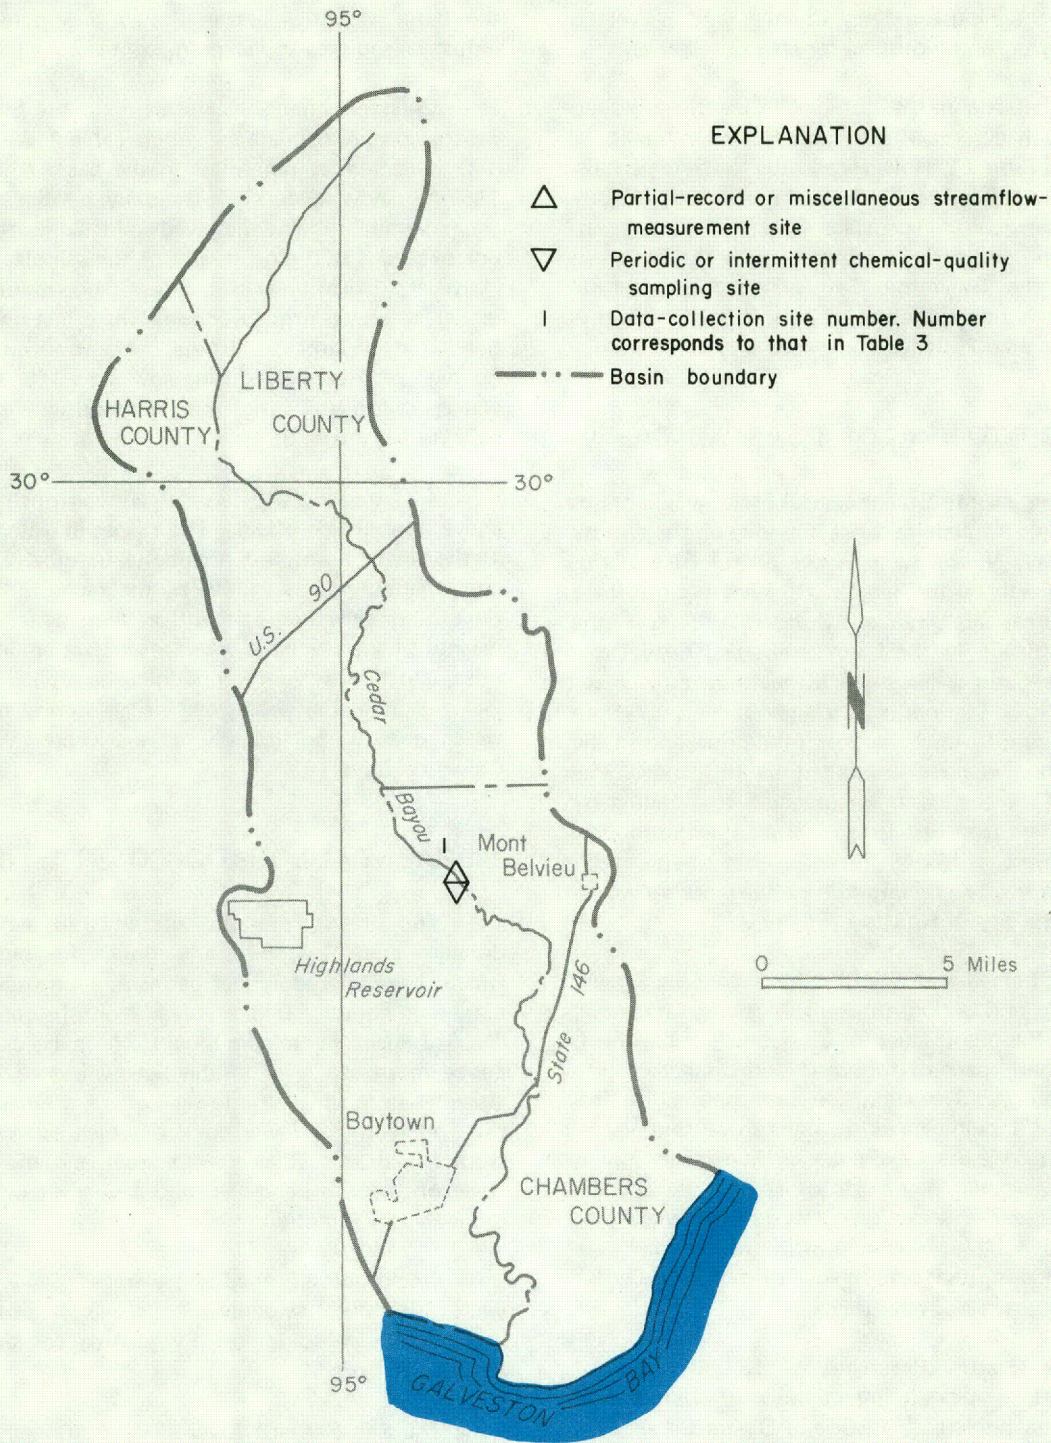 95°
EXPLANATION
Partial-record or miscellaneous streamflow-
measurement site
Periodic or intermittent chemical-quality
sampling site
I Data-collection site number. Number
corresponds to that in Table 3
Basin boundary
LIBERTY
COUNTY
HARRIS
COUNTY
30°
30°
U.S. 90
Cedar
Bayou
I
Mont
Belvieu
Highlands
Reservoir
0 5 Miles
State 146
Baytown
CHAMBERS
COUNTY
95°
GALVESTON BAY